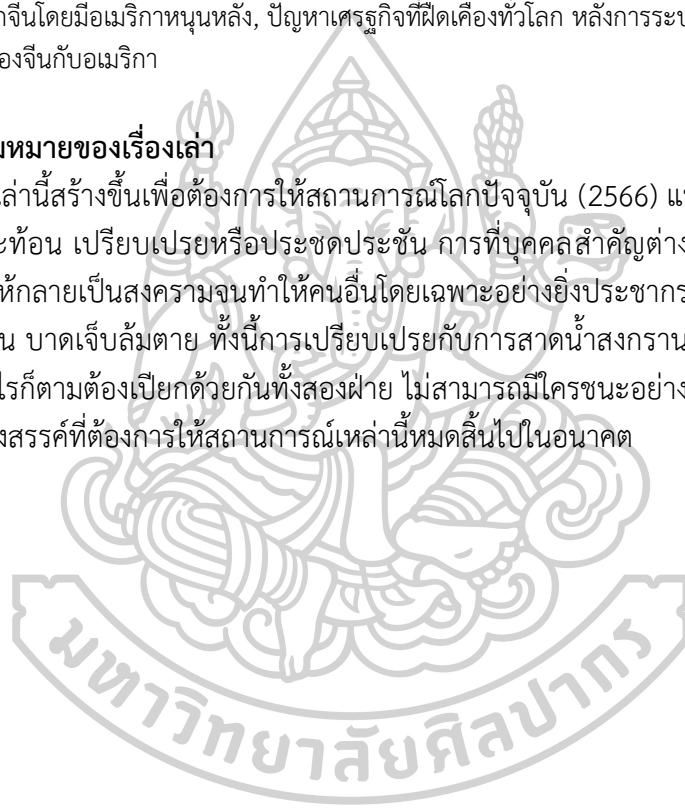 าจีนโดยมีอเมริกาหนุนหลัง, ปัญหาเศรฐกิจที่ฝืดเคืองทั่วโลก หลังการระบ
องจีนกับอเมริกา
มหมายของเรื่องเล่า
เล่านี้สร้างขึ้นเพื่อต้องการให้สถานการณ์โลกปัจจุบัน (2566) แ
ะท้อน เปรียบเปรยหรือประชดประชัน การที่บุคคลสำคัญต่าง
ให้กลายเป็นสงครามจนทำให้คนอื่นโดยเฉพาะอย่างยิ่งประชากร
น บาดเจ็บล้มตาย ทั้งนี้การเปรียบเปรยกับการสาดน้ำสงกราน
ไรก็ตามต้องเปียกด้วยกันทั้งสองฝ่าย ไม่สามารถมีใครชนะอย่าง
งสรรค์ที่ต้องการให้สถานการณ์เหล่านี้หมดสิ้นไปในอนาคต
มหาวิทยาลัยศิลปากร